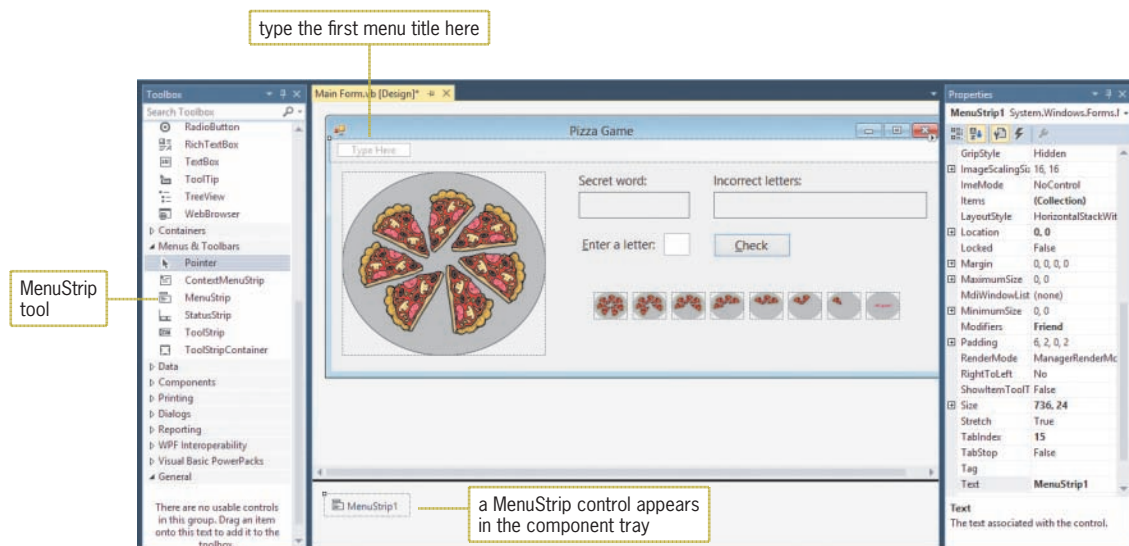 type the first menu title here
Toolbox
Search Toolbox
RadioButton
RichTextBox
TextBox
ToolTip
TreeView
WebBrowser
Containers
Menus & Toolbars
Pointer
ContextMenuStrip
MenuStrip
StatusStrip
ToolStrip
ToolStripContainer
Data
Components
Printing
Dialogs
Reporting
WPF Interoperability
Visual Basic PowerPacks
General
There are no usable controls
in this group. Drag an item
onto this text to add it to the
toolbox.
MenuStrip
tool
Main Form.vb [Design]*
Pizza Game
Type Here
Secret word:
Incorrect letters:
Enter a letter:
Check
MenuStrip1
a MenuStrip control appears
in the component tray
Properties
MenuStrip1 System.Windows.Forms.
GripStyle Hidden
ImageScalingSi 16, 16
ImeMode NoControl
Items (Collection)
LayoutStyle HorizontalStackWit
Location 0, 0
Locked False
Margin 0, 0, 0, 0
MaximumSize 0, 0
MdiWindowList (none)
MinimumSize 0, 0
Modifiers Friend
Padding 6, 2, 0, 2
RenderMode ManagerRenderMo
RightToLeft No
ShowItemToolT False
Size 736, 24
Stretch True
TabIndex 15
TabStop False
Tag
Text MenuStrip1
Text
The text associated with the control.